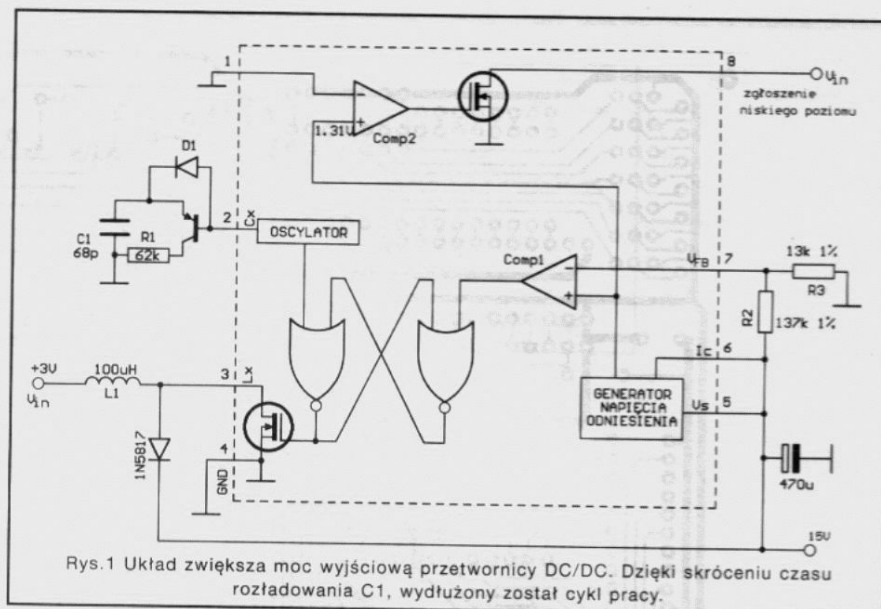 1
8
Uin
zgłoszenie
niskiego poziomu
1.31V
Comp2
D1
2
Cx
OSCYLATOR
C1
68p
R1
62k
Comp1
UFB
7
13k 1%
R3
R2
137k 1%
Ic
6
GENERATOR
NAPIĘCIA
ODNIESIENIA
Us
5
+3V
Uin
100uH
L1
3
Lx
1N5817
4
GND
470u
15V
Rys.1 Układ zwiększa moc wyjściową przetwornicy DC/DC. Dzięki skróceniu czasu
rozładowania C1, wydłużony został cykl pracy.